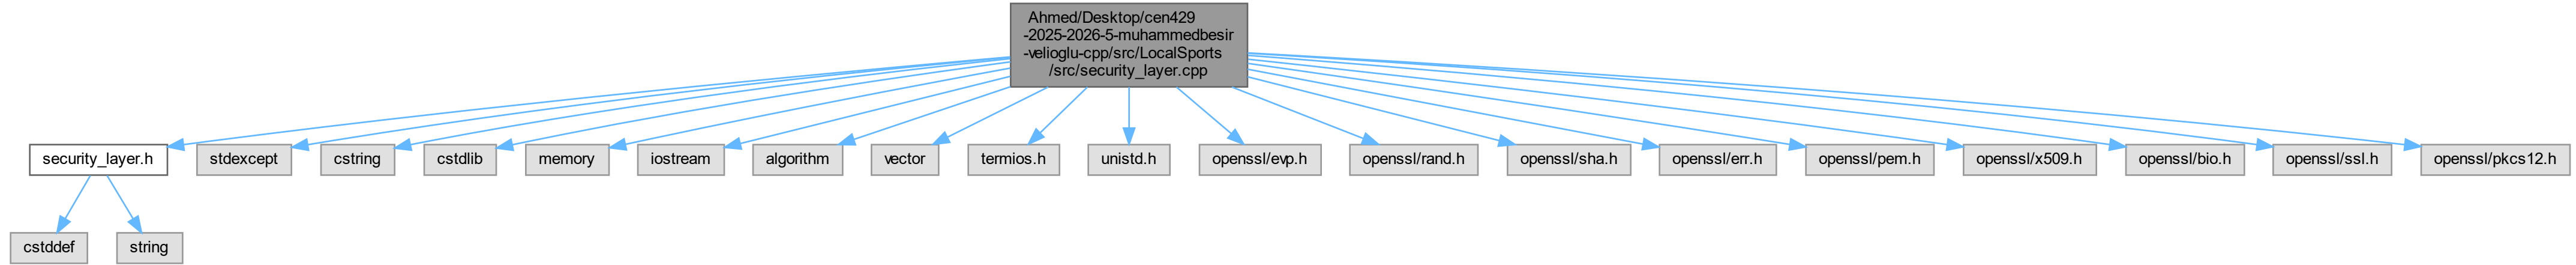 Ahmed/Desktop/cen429
-2025-2026-5-muhammedbesir
-velioglu-cpp/src/LocalSports
/src/security_layer.cpp
security_layer.h
stdexcept
cstring
cstdlib
memory
iostream
algorithm
vector
termios.h
unistd.h
openssl/evp.h
openssl/rand.h
openssl/sha.h
openssl/err.h
openssl/pem.h
openssl/x509.h
openssl/bio.h
openssl/ssl.h
openssl/pkcs12.h
cstddef
string